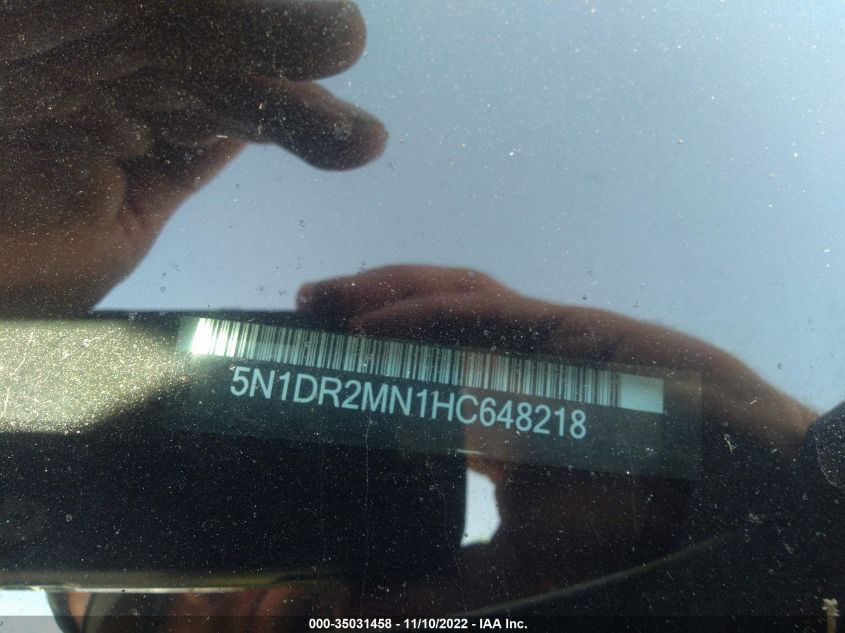 5N1DR2MN1HC648218
000-35031458 - 11/10/2022 - IAA Inc.